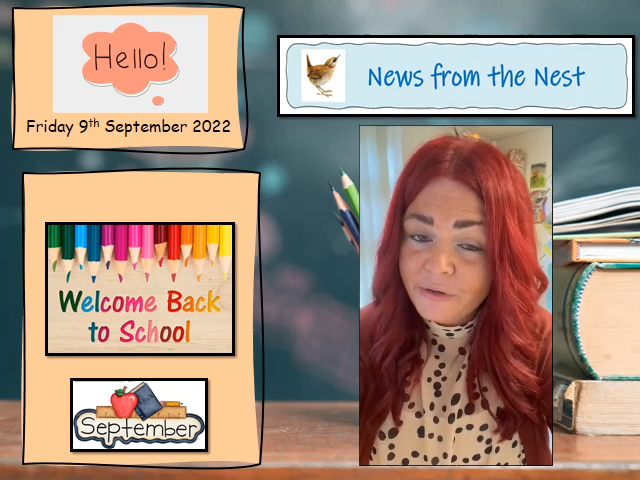 Hello!
Friday 9th September 2022
News from the Nest
Welcome Back
to School
September